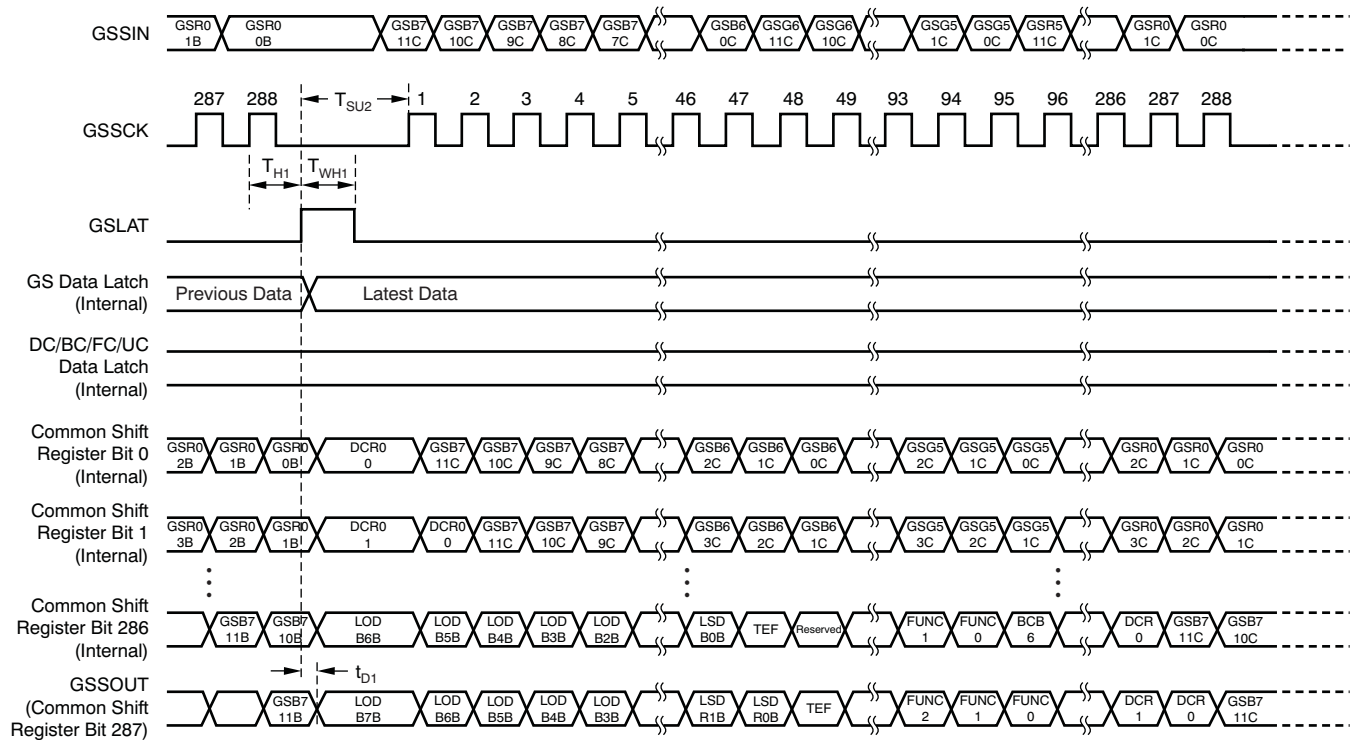 GSSIN
GSR0 GSR0 GSB7 GSB7 GSB7 GSB7 GSB7 GSB6 GSG6 GSG6 GSG5 GSG5 GSR5 GSR0 GSR0
1B 0B 11C 10C 9C 8C 7C 0C 11C 10C 1C 0C 11C 1C 0C
287 288 TSU2 1 2 3 4 5 46 47 48 49 93 94 95 96 286 287 288
GSSCK
TH1 TWH1
GSLAT
GS Data Latch
(Internal)
Previous Data Latest Data
DC/BC/FC/UC
Data Latch
(Internal)
Common Shift
Register Bit 0
(Internal)
GSR0 GSR0 GSR0 DCR0 GSB7 GSB7 GSB7 GSB7 GSB6 GSB6 GSB6 GSG5 GSG5 GSG5 GSR0 GSR0 GSR0
2B 1B 0B 0 11C 10C 9C 8C 2C 1C 0C 2C 1C 0C 2C 1C 0C
Common Shift
Register Bit 1
(Internal)
GSR0 GSR0 GSR0 DCR0 DCR0 GSB7 GSB7 GSB7 GSB6 GSB6 GSB6 GSG5 GSG5 GSG5 GSR0 GSR0 GSR0
3B 2B 1B 1 0 11C 10C 9C 3C 2C 1C 3C 2C 1C 3C 2C 1C
Common Shift
Register Bit 286
(Internal)
GSB7 GSB7 LOD LOD LOD LOD LOD LSD TEF Reserved FUNC FUNC BCB DCR GSB7 GSB7
11B 10B B6B B5B B4B B3B B2B B0B 1 0 6 0 11C 10C
tD1
GSSOUT
(Common Shift
Register Bit 287)
GSB7 LOD LOD LOD LOD LOD LSD LSD TEF FUNC FUNC FUNC DCR DCR GSB7
11B B7B B6B B5B B4B B3B R1B R0B 2 1 0 1 0 11C